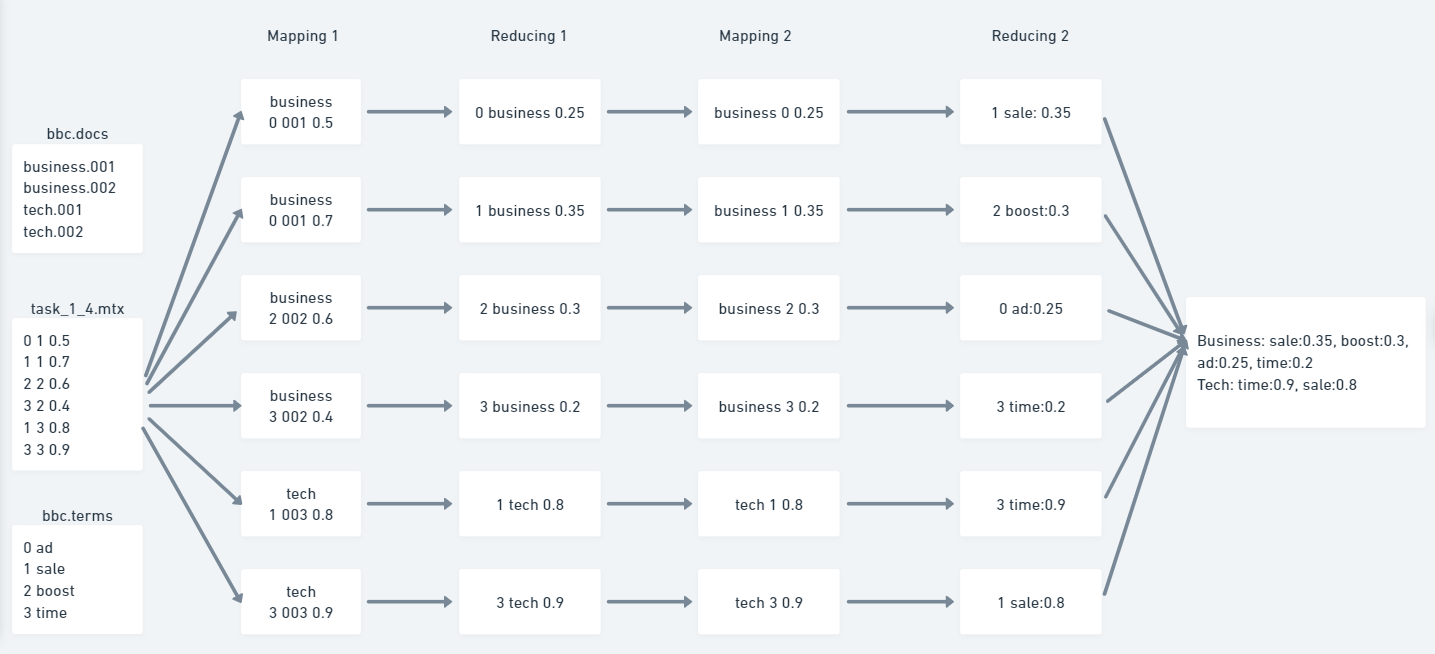 Mapping 1
Reducing 1
Mapping 2
Reducing 2
bbc.docs
business.001
business.002
tech.001
tech.002
task_1_4.mtx
0 1 0.5
1 1 0.7
2 2 0.6
3 2 0.4
1 3 0.8
3 3 0.9
bbc.terms
0 ad
1 sale
2 boost
3 time
business
0 001 0.5
business
0 001 0.7
business
2 002 0.6
business
3 002 0.4
tech
1 003 0.8
tech
3 003 0.9
0 business 0.25
1 business 0.35
2 business 0.3
3 business 0.2
1 tech 0.8
3 tech 0.9
business 0 0.25
business 1 0.35
business 2 0.3
business 3 0.2
tech 1 0.8
tech 3 0.9
1 sale: 0.35
2 boost:0.3
0 ad:0.25
3 time:0.2
3 time:0.9
1 sale:0.8
Business: sale:0.35, boost:0.3,
ad:0.25, time:0.2
Tech: time:0.9, sale:0.8